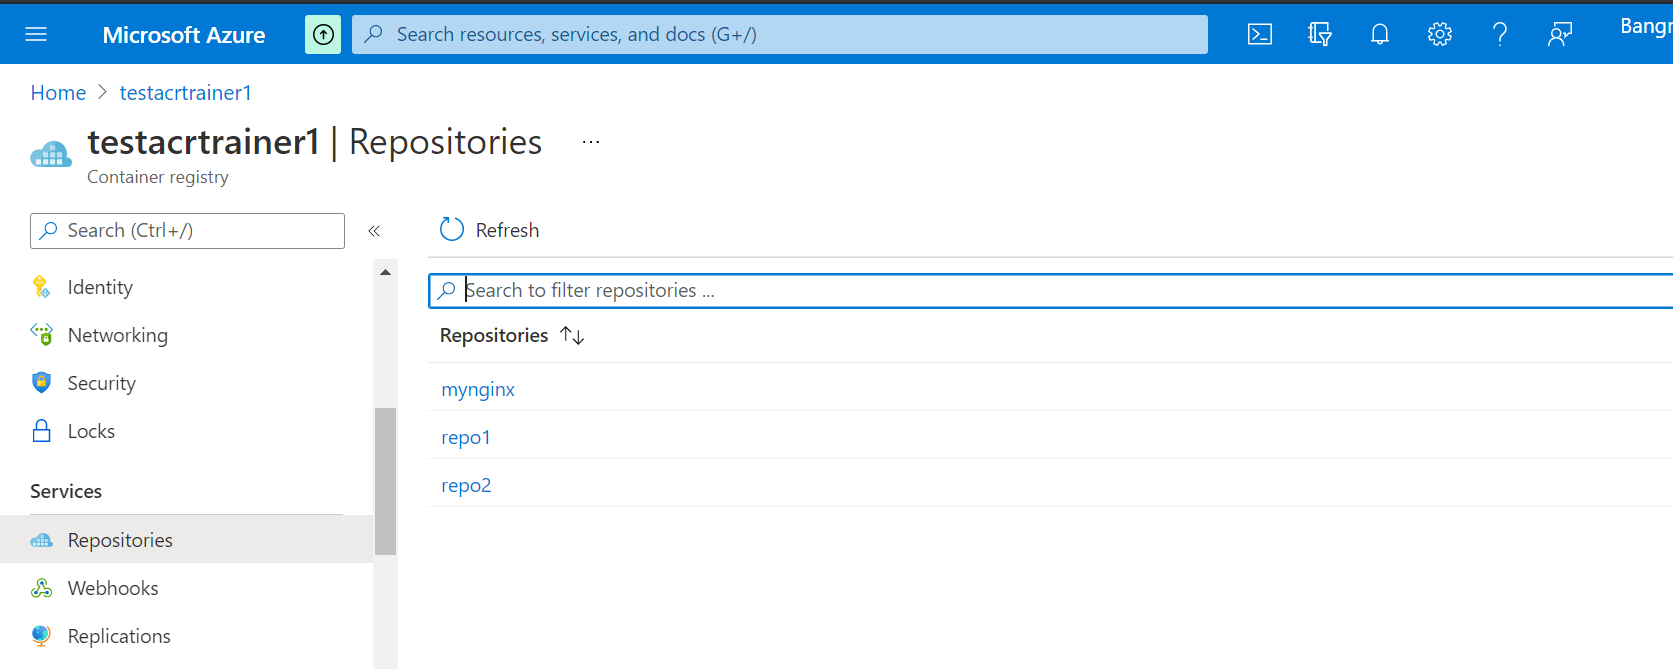 Microsoft Azure
Search resources, services, and docs (G+/)
Home > testacrtrainer1
testacrtrainer1 | Repositories ...
Container registry
Search (Ctrl+/)
«
Identity
Networking
Security
Locks
Services
Repositories
Webhooks
Replications
Refresh
Search to filter repositories ...
Repositories ↑↓
mynginx
repo1
repo2